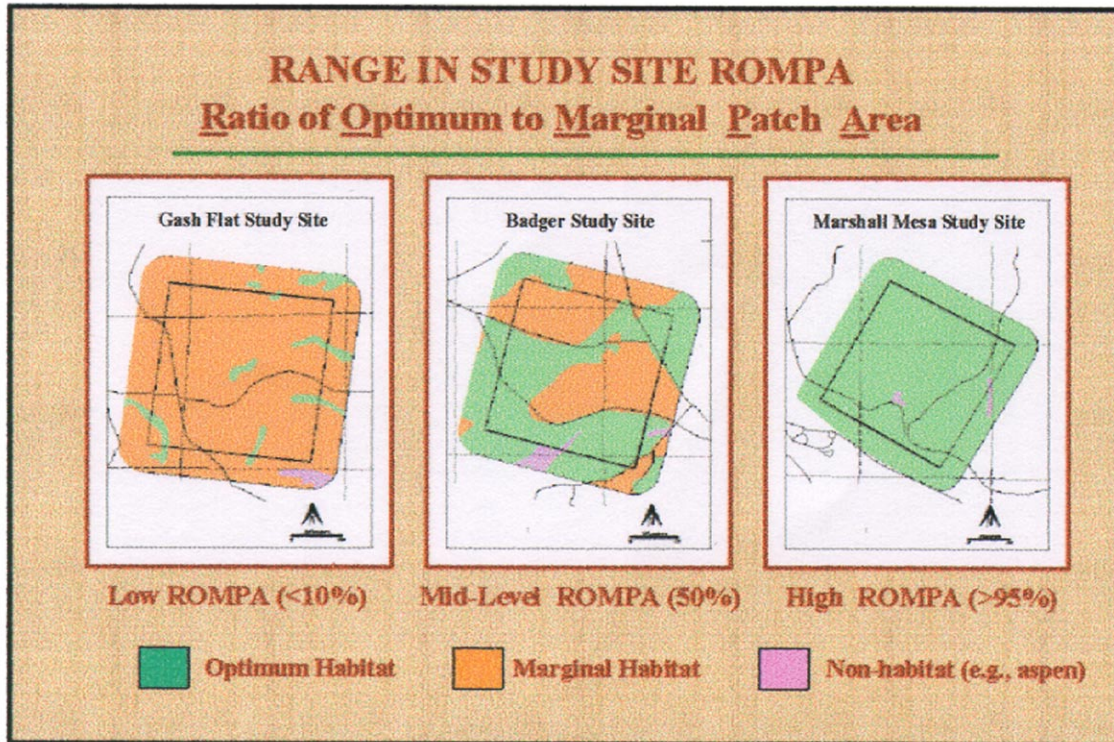 RANGE IN STUDY SITE ROMPA
Ratio of Optimum to Marginal Patch Area
Gash Flat Study Site
Badger Study Site
Marshall Mesa Study Site
Low ROMPA (<10%)
Mid-Level ROMPA (50%)
High ROMPA (>95%)
Optimum Habitat
Marginal Habitat
Non-habitat (e.g., aspen)